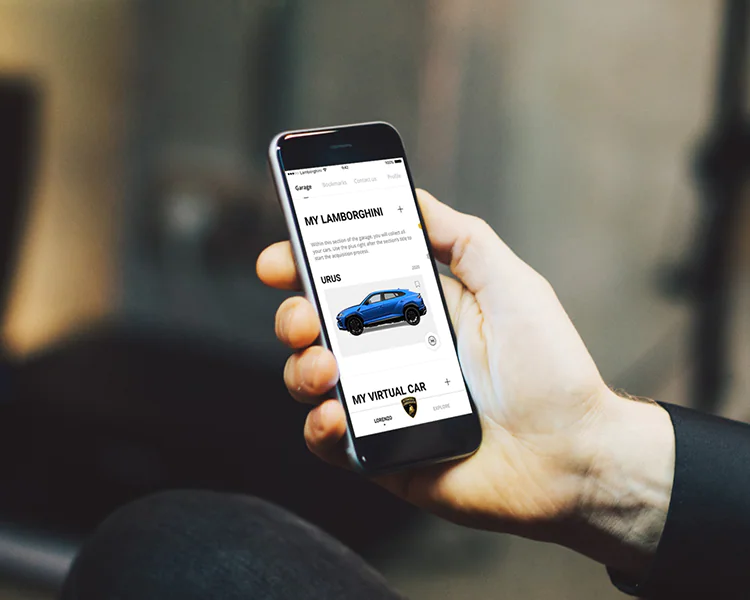 Lamborghini 9:42 100%
Garage Bookmarks Contact us Profile
MY LAMBORGHINI +
Within this section of the garage, you will collect all
your cars. Use the plus right after the section's title to
start the acquisition process.
URUS
MY VIRTUAL CAR +
LORENZO EXPLORE